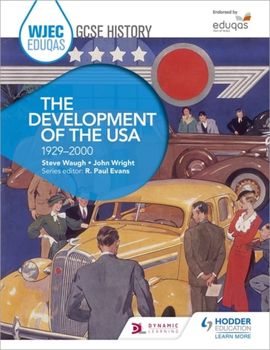 WJEC
EDUQAS
GCSE HISTORY
Endorsed by
eduqas
THE
DEVELOPMENT
OF THE USA
1929–2000
Steve Waugh • John Wright
Series editor: R. Paul Evans
DYNAMIC
LEARNING
HODDER
EDUCATION
LEARN MORE